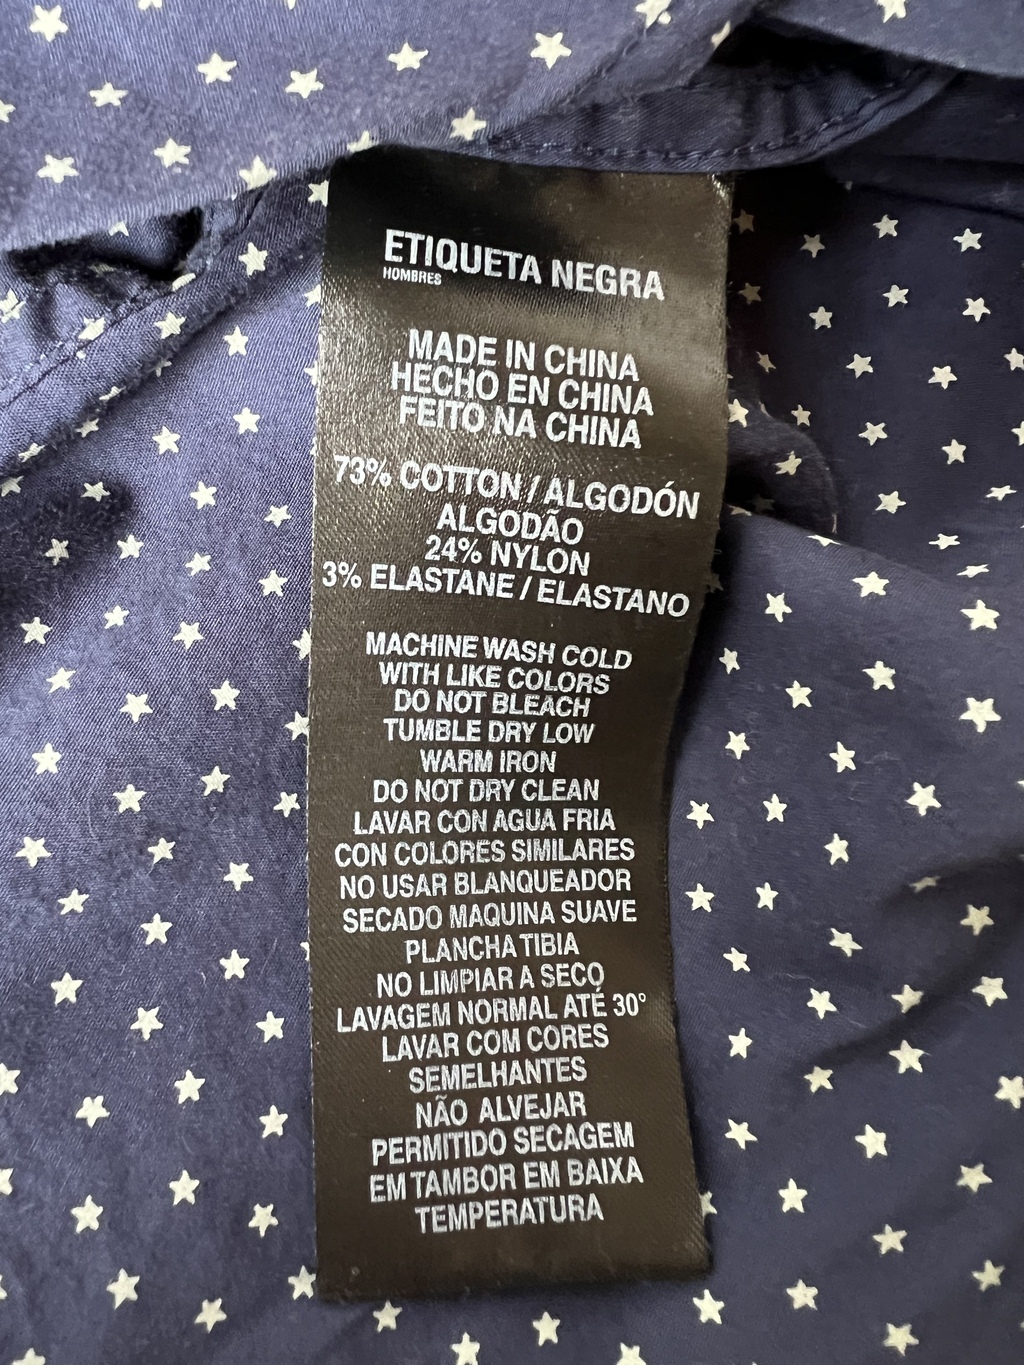 ETIQUETA NEGRA
HOMBRES
MADE IN CHINA
HECHO EN CHINA
FEITO NA CHINA
73% COTTON / ALGODÓN
ALGODÃO
24% NYLON
3% ELASTANE / ELASTANO
MACHINE WASH COLD
WITH LIKE COLORS
DO NOT BLEACH
TUMBLE DRY LOW
WARM IRON
DO NOT DRY CLEAN
LAVAR CON AGUA FRIA
CON COLORES SIMILARES
NO USAR BLANQUEADOR
SECADO MAQUINA SUAVE
PLANCHA TIBIA
NO LIMPIAR A SECO
LAVAGEM NORMAL ATÉ 30°
LAVAR COM CORES
SEMELHANTES
NÃO ALVEJAR
PERMITIDO SECAGEM
EM TAMBOR EM BAIXA
TEMPERATURA